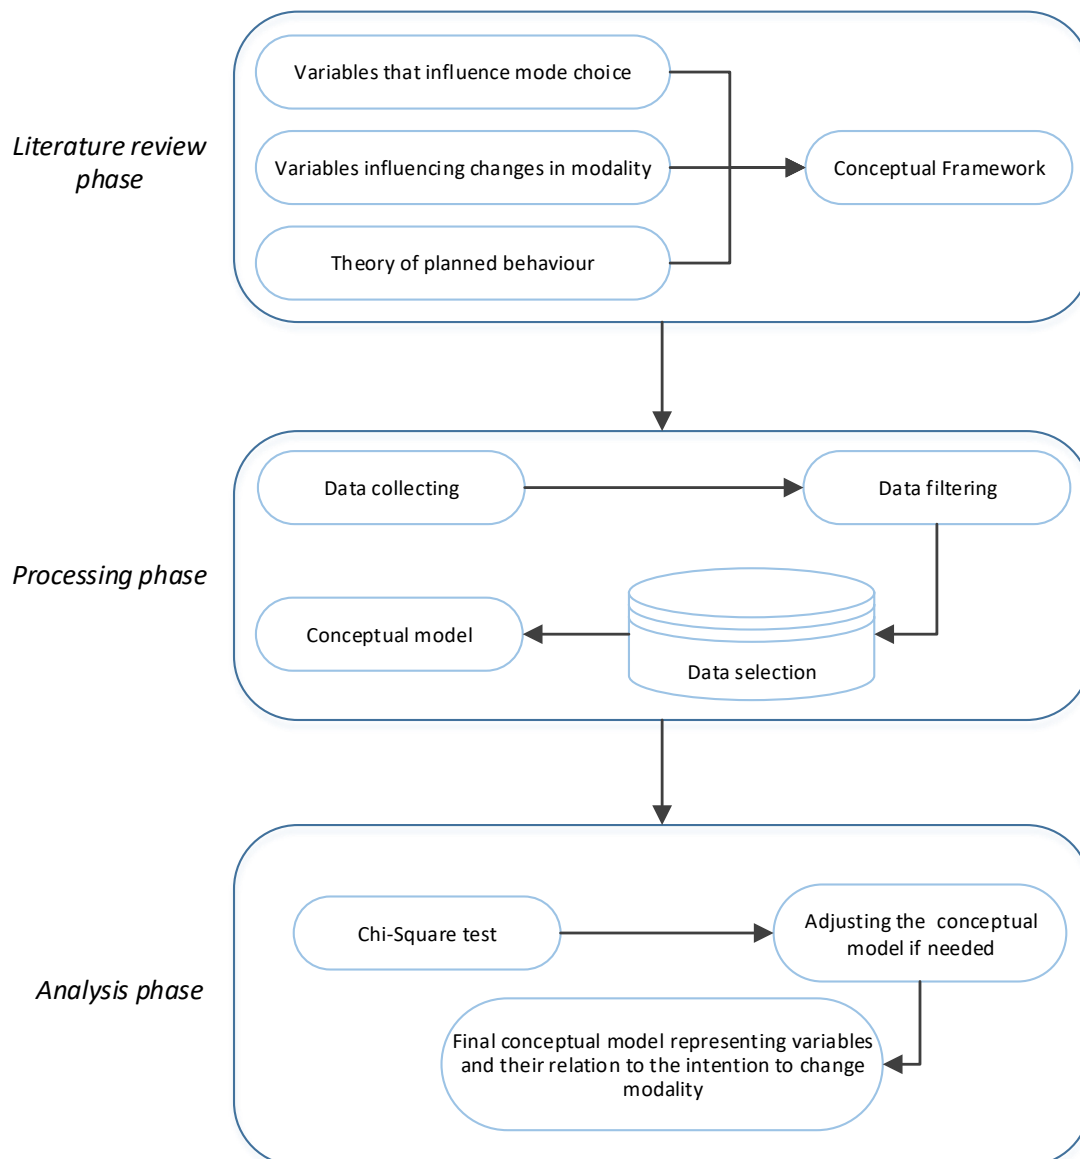 Literature review
phase
Variables that influence mode choice
Variables influencing changes in modality
Theory of planned behaviour
Conceptual Framework
Processing phase
Data collecting
Data filtering
Conceptual model
Data selection
Analysis phase
Chi-Square test
Adjusting the conceptual
model if needed
Final conceptual model representing variables
and their relation to the intention to change
modality